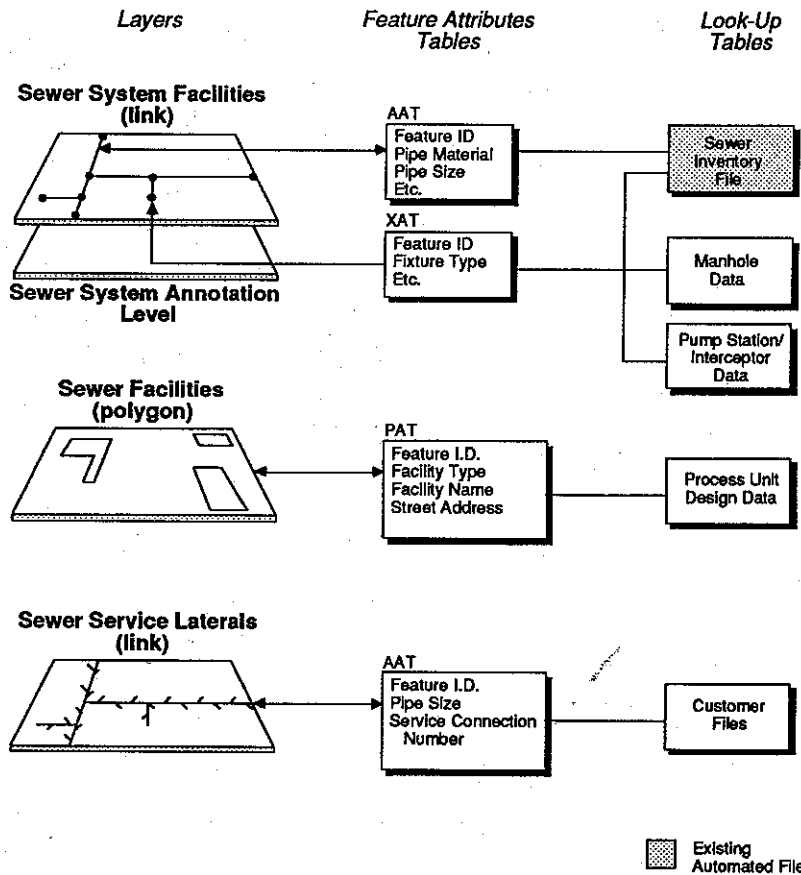 Layers
Feature Attributes
Tables
Look-Up
Tables
Sewer System Facilities
(link)
AAT
Feature ID
Pipe Material
Pipe Size
Etc.
Sewer
Inventory
File
XAT
Feature ID
Fixture Type
Etc.
Manhole
Data
Sewer System Annotation
Level
Pump Station/
Interceptor
Data
Sewer Facilities
(polygon)
PAT
Feature I.D.
Facility Type
Facility Name
Street Address
Process Unit
Design Data
Sewer Service Laterals
(link)
AAT
Feature I.D.
Pipe Size
Service Connection
Number
Customer
Files
Existing
Automated File